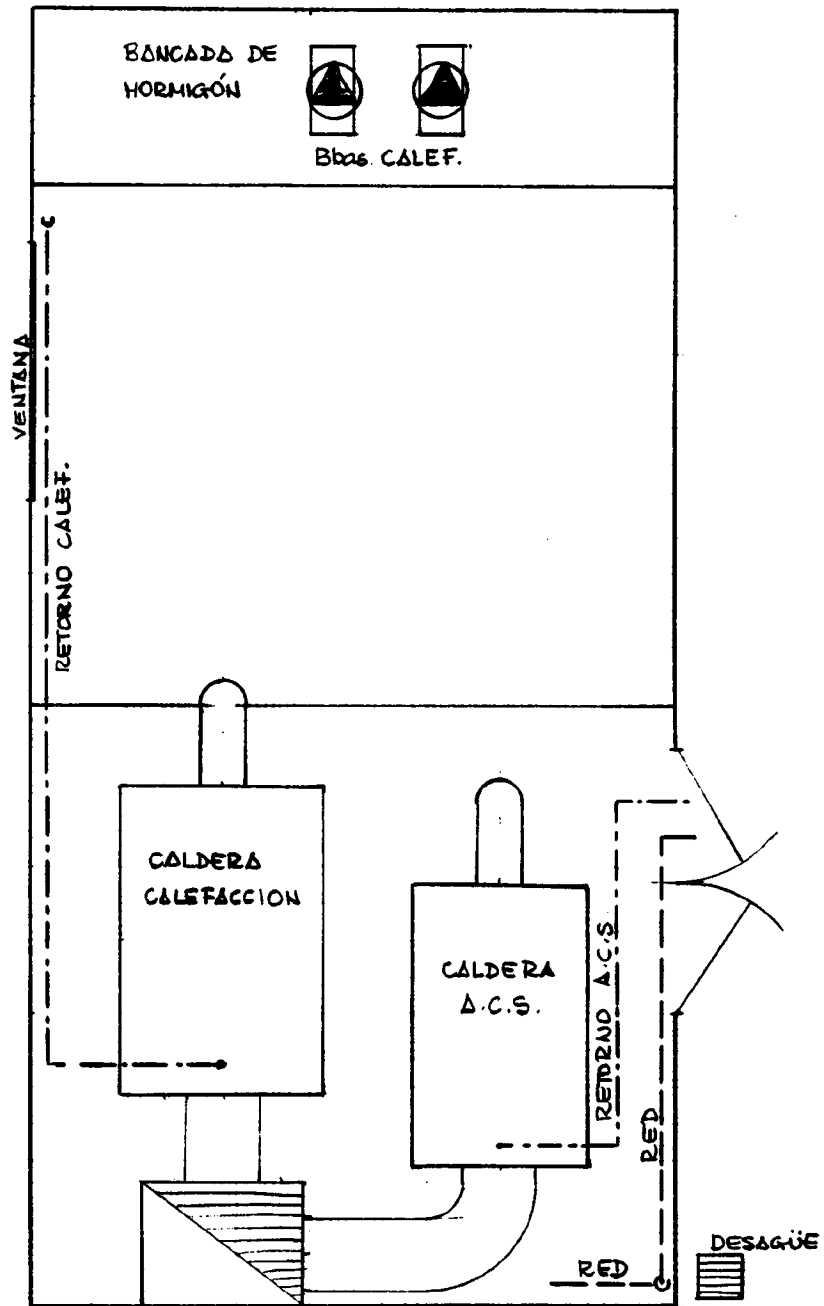 BANCADA DE
HORMIGÓN
Bbas. CALEF.
VENTANA
RETORNO CALEF.
CALDERA
CALEFACCION
CALDERA
A.C.S.
RETORNO A.C.S
RED
RED
DESAGÜE